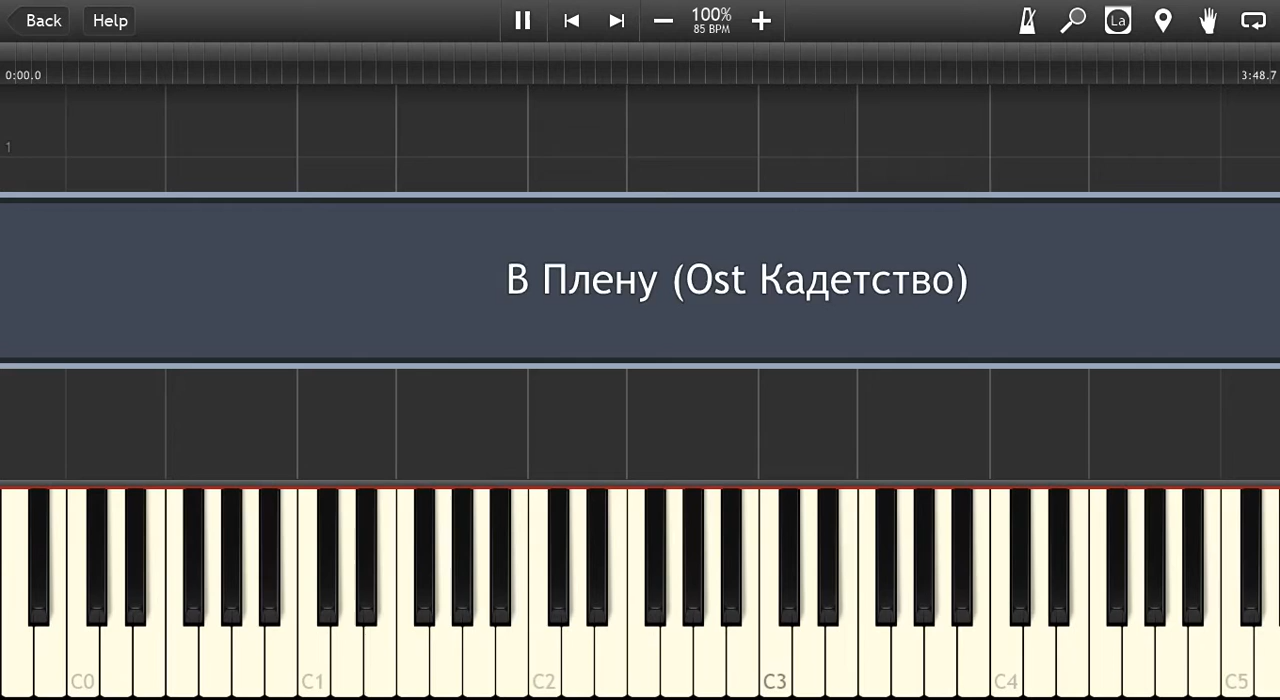 Back
Help
100%
85 BPM
La
0:00.0
3:48.7
1
В Плену (Ost Кадетство)
C0
C1
C2
C3
C4
C5